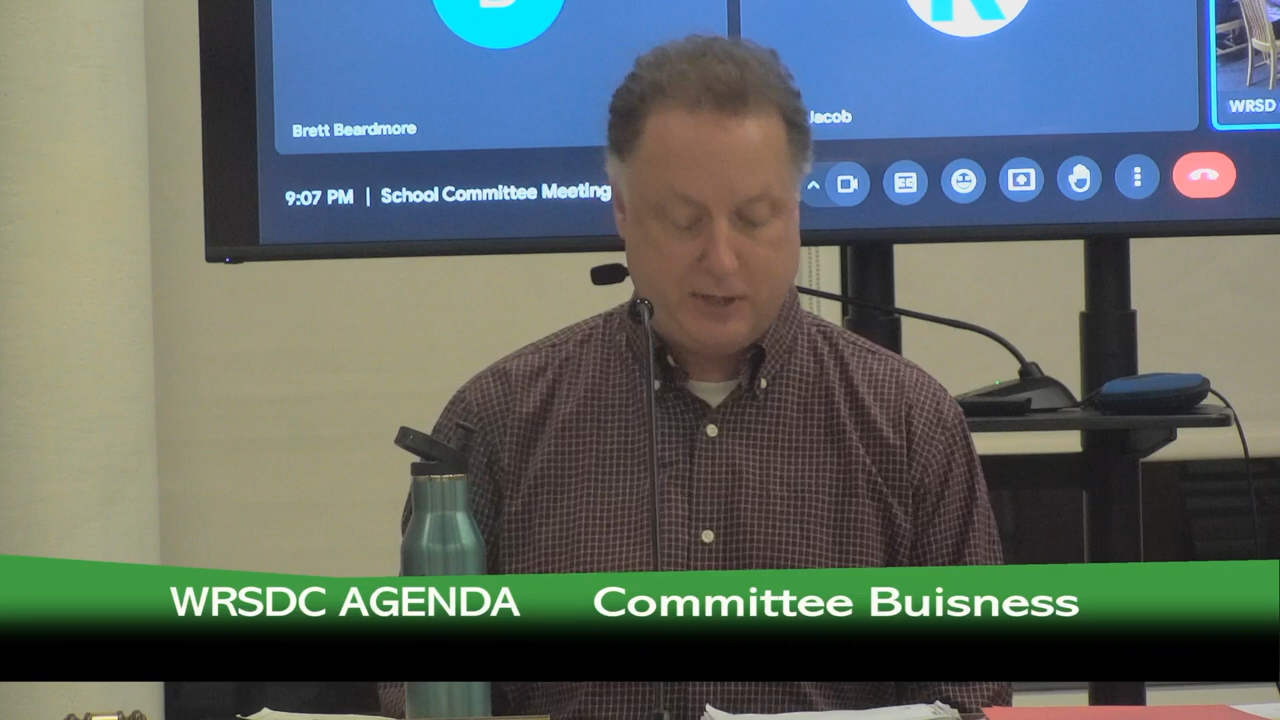 Brett Beardmore
Jacob
WRSD
9:07 PM | School Committee Meeting
WRSDC AGENDA Committee Buisness